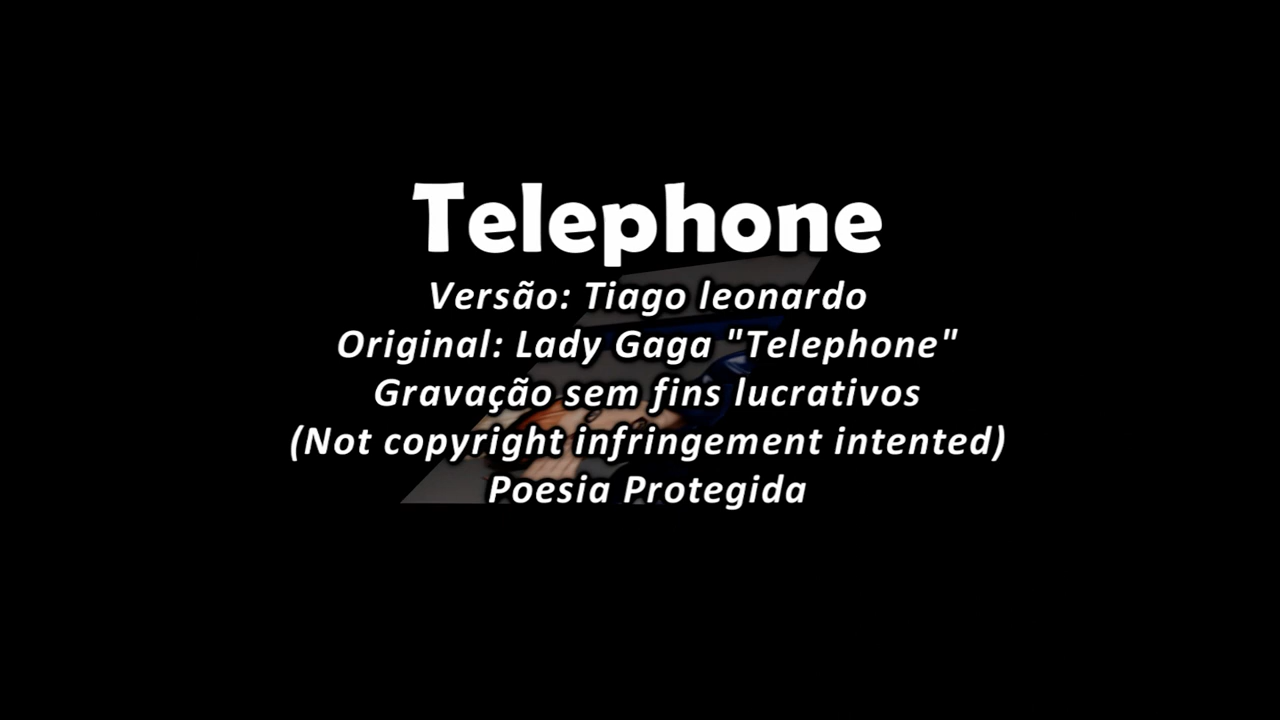 Telephone
Versão: Tiago leonardo
Original: Lady Gaga "Telephone"
Gravação sem fins lucrativos
(Not copyright infringement intented)
Poesia Protegida